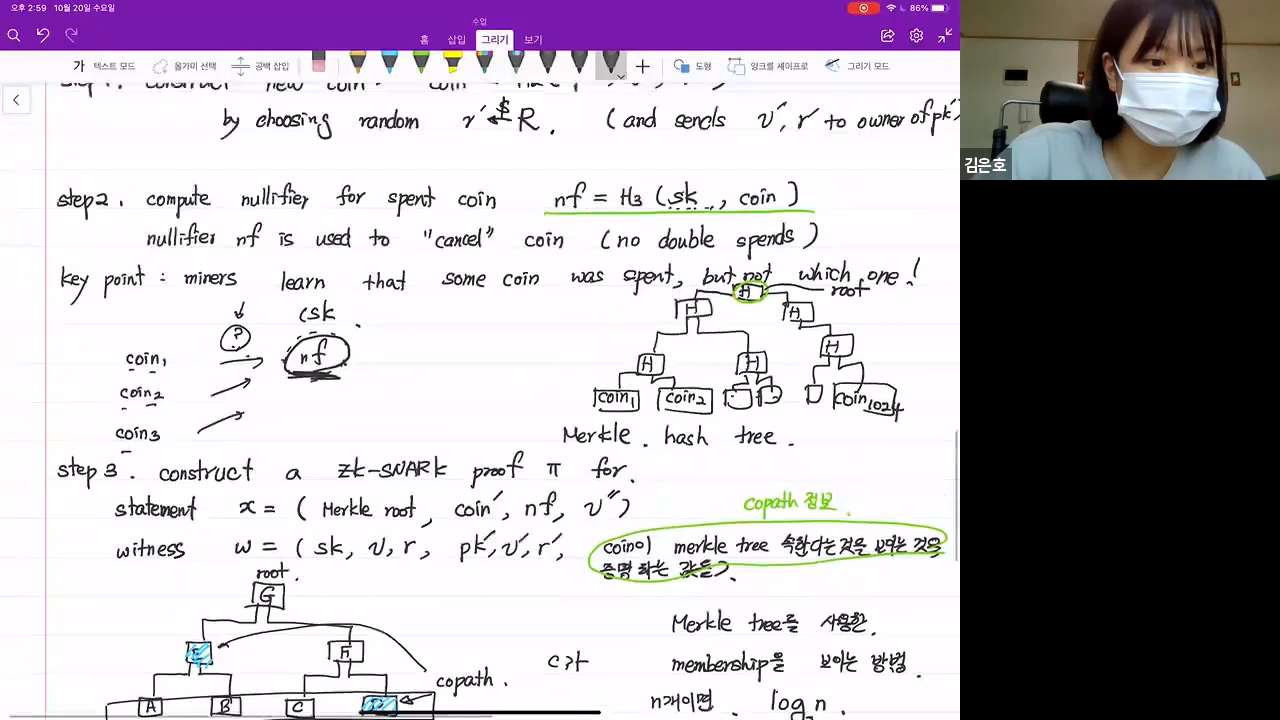 오후 2:59 10월 20일 수요일
86%
수업
홈 삽입 그리기 보기
가 텍스트 모드 올가미 선택 공백 삽입 도형 잉크를 셰이프로 그리기 모드
by choosing random r' ←$ R. (and sends v', r' to owner of pk')
김은호
step2. compute nullifier for spent coin nf = H₃ (sk, coin)
nullifier nf is used to "cancel" coin (no double spends)
key point : miners learn that some coin was spent, but not which one!
H root
(sk
H H
? nf
coin₁
H H H
coin₂
coin₁ coin₂ coin₁₀₂₄
coin₃
Merkle. hash tree.
step 3. construct a zk-SNARK proof π for.
statement x = ( Merkle root, coin', nf, v'')
copath 정보.
witness w = (sk, v, r, pk', v', r',
coin이 merkle tree 속한다는 것을
증명하는 값들).
root.
G
Merkle tree를 사용한.
c가 membership을 보이는 방법.
copath.
A B C
n개이면. log₂n.